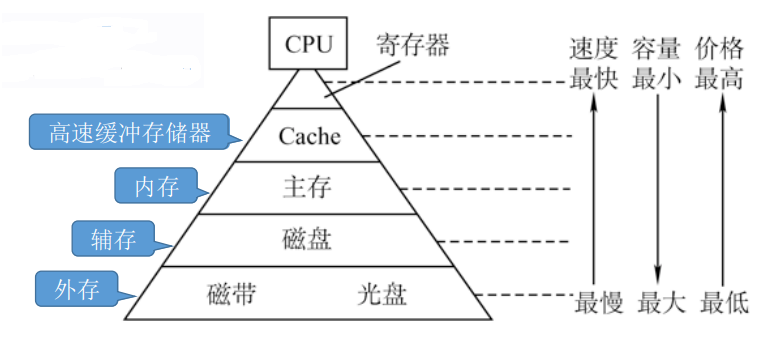 CPU
寄存器
速度 容量 价格
最快 最小 最高
高速缓冲存储器
Cache
内存
主存
辅存
磁盘
外存
磁带 光盘
最慢 最大 最低